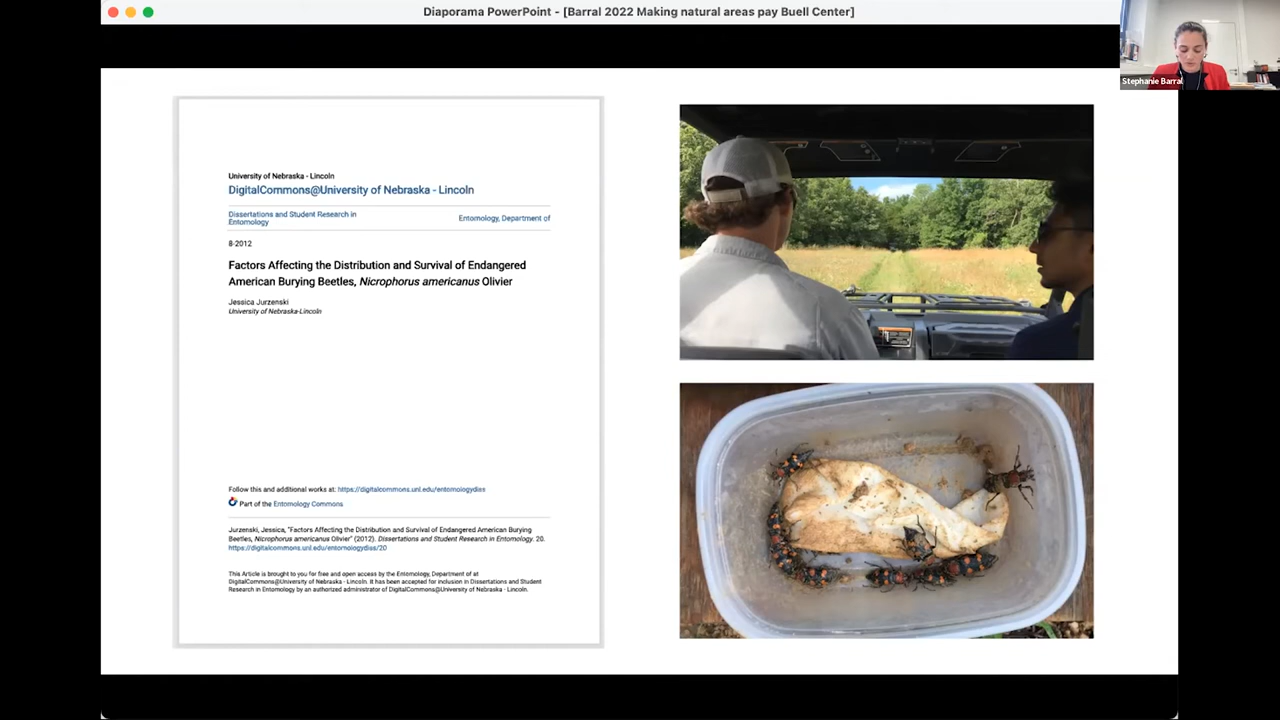 Diaporama PowerPoint - [Barral 2022 Making natural areas pay Buell Center]
Stephanie Barral
University of Nebraska - Lincoln
DigitalCommons@University of Nebraska - Lincoln
Dissertations and Student Research in
Entomology
Entomology, Department of
8-2012
Factors Affecting the Distribution and Survival of Endangered
American Burying Beetles, Nicrophorus americanus Olivier
Jessica Jurzenski
University of Nebraska-Lincoln
Follow this and additional works at: https://digitalcommons.unl.edu/entomologydiss
Part of the Entomology Commons
Jurzenski, Jessica, "Factors Affecting the Distribution and Survival of Endangered American Burying
Beetles, Nicrophorus americanus Olivier" (2012). Dissertations and Student Research in Entomology. 20.
https://digitalcommons.unl.edu/entomologydiss/20
This Article is brought to you for free and open access by the Entomology, Department of at
DigitalCommons@University of Nebraska - Lincoln. It has been accepted for inclusion in Dissertations and Student
Research in Entomology by an authorized administrator of DigitalCommons@University of Nebraska - Lincoln.